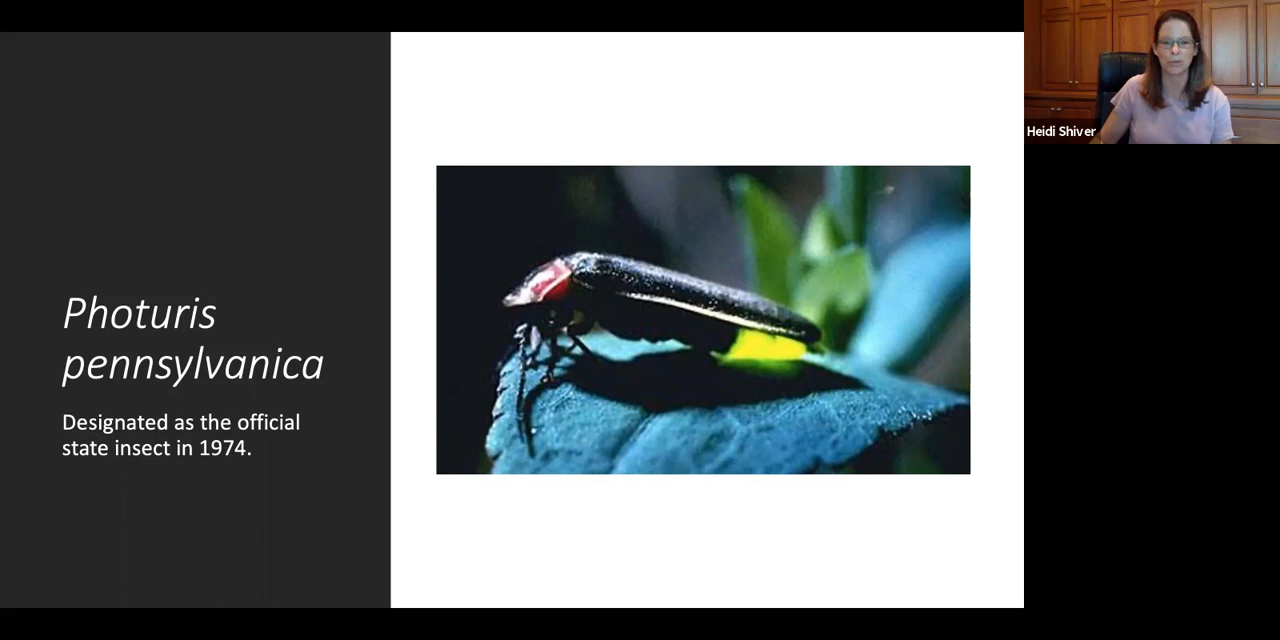 Photuris
pennsylvanica
Designated as the official
state insect in 1974.
Heidi Shiver